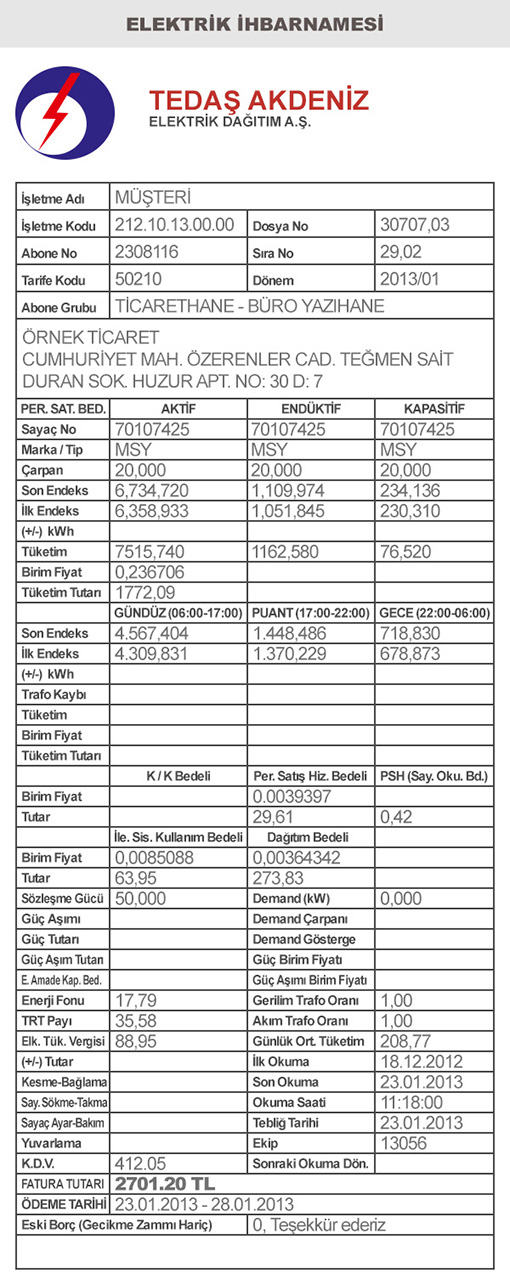 ELEKTRİK İHBARNAMESİ
TEDAŞ AKDENİZ
ELEKTRİK DAĞITIM A.Ş.
İşletme Adı MÜŞTERİ
İşletme Kodu 212.10.13.00.00 Dosya No 30707,03
Abone No 2308116 Sıra No 29,02
Tarife Kodu 50210 Dönem 2013/01
Abone Grubu TİCARETHANE - BÜRO YAZIHANE
ÖRNEK TİCARET
CUMHURİYET MAH. ÖZERENLER CAD. TEĞMEN SAİT
DURAN SOK. HUZUR APT. NO: 30 D: 7
PER. SAT. BED. AKTİF ENDÜKTİF KAPASİTİF
Sayaç No 70107425 70107425 70107425
Marka / Tip MSY MSY MSY
Çarpan 20,000 20,000 20,000
Son Endeks 6,734,720 1,109,974 234,136
İlk Endeks 6,358,933 1,051,845 230,310
(+/-) kWh
Tüketim 7515,740 1162,580 76,520
Birim Fiyat 0,236706
Tüketim Tutarı 1772,09
GÜNDÜZ (06:00-17:00) PUANT (17:00-22:00) GECE (22:00-06:00)
Son Endeks 4.567,404 1.448,486 718,830
İlk Endeks 4.309,831 1.370,229 678,873
(+/-) kWh
Trafo Kaybı
Tüketim
Birim Fiyat
Tüketim Tutarı
K / K Bedeli Per. Satış Hiz. Bedeli PSH (Say. Oku. Bd.)
Birim Fiyat 0.0039397
Tutar 29,61 0,42
İle. Sis. Kullanım Bedeli Dağıtım Bedeli
Birim Fiyat 0,0085088 0,00364342
Tutar 63,95 273,83
Sözleşme Gücü 50,000 Demand (kW) 0,000
Güç Aşımı Demand Çarpanı
Güç Tutarı Demand Gösterge
Güç Aşım Tutarı Güç Birim Fiyatı
E. Amade Kap. Bed. Güç Aşımı Birim Fiyatı
Enerji Fonu 17,79 Gerilim Trafo Oranı 1,00
TRT Payı 35,58 Akım Trafo Oranı 1,00
Elk. Tük. Vergisi 88,95 Günlük Ort. Tüketim 208,77
(+/-) Tutar İlk Okuma 18.12.2012
Kesme-Bağlama Son Okuma 23.01.2013
Say. Sökme-Takma Okuma Saati 11:18:00
Sayaç Ayar-Bakım Tebliğ Tarihi 23.01.2013
Yuvarlama Ekip 13056
K.D.V. 412.05 Sonraki Okuma Dön.
FATURA TUTARI 2701.20 TL
ÖDEME TARİHİ 23.01.2013 - 28.01.2013
Eski Borç (Gecikme Zammı Hariç) 0, Teşekkür ederiz